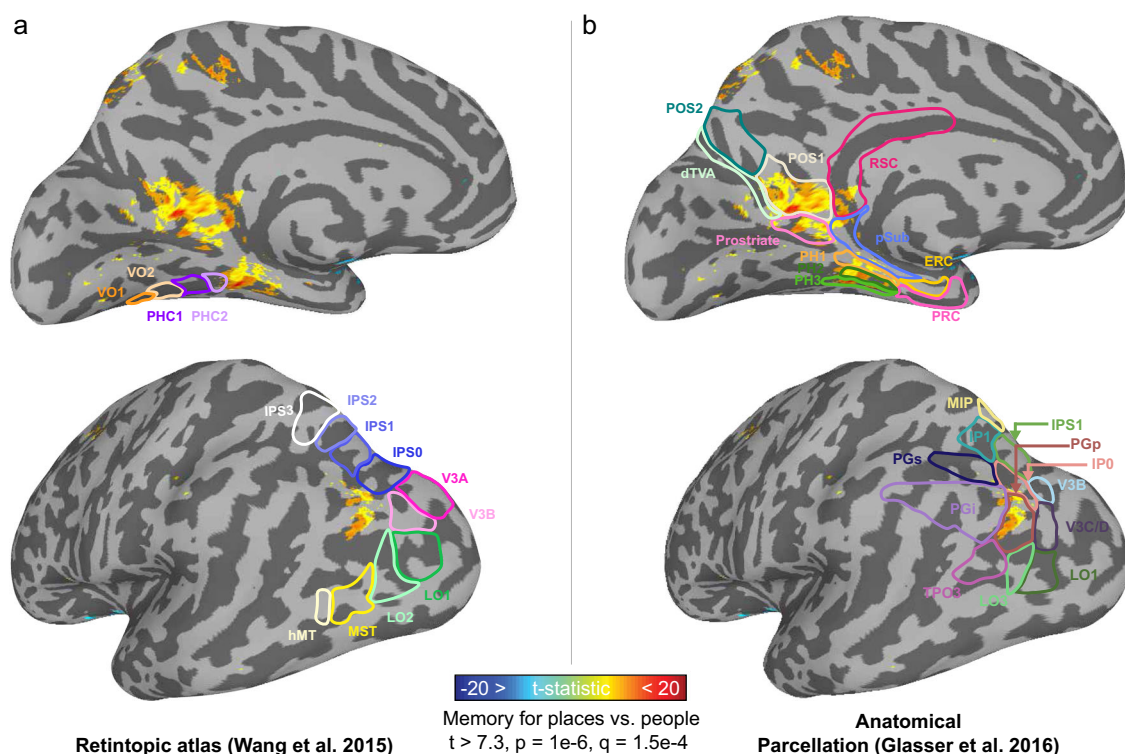 a
b
VO2
VO1
PHC1 PHC2
POS2
POS1
RSC
dTVA
Prostriate
pSub
PH1
ERC
PH3
PRC
IPS3
IPS2
IPS1
IPS0
V3A
V3B
LO1
LO2
hMT
MST
MIP
IPS1
IP1
PGp
PGs
IP0
V3B
PGi
V3C/D
TPO3
LO2
LO1
-20 > t-statistic < 20
Memory for places vs. people
t > 7.3, p = 1e-6, q = 1.5e-4
Retintopic atlas (Wang et al. 2015)
Anatomical
Parcellation (Glasser et al. 2016)